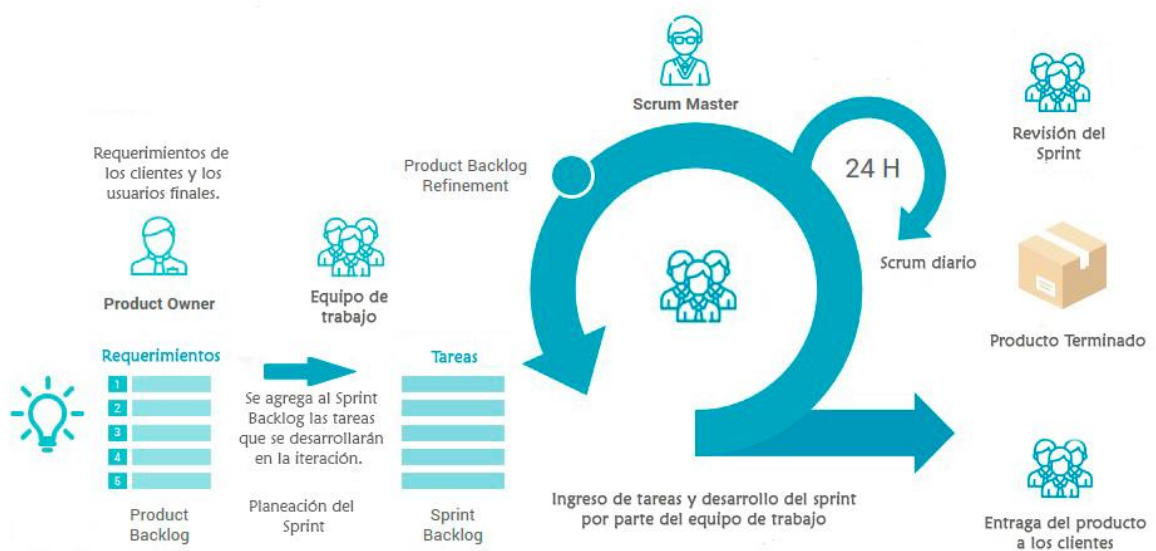 Requerimientos de
los clientes y los
usuarios finales.
Product Owner
Requerimientos
1
2
3
4
5
Product
Backlog
Equipo de
trabajo
Se agrega al Sprint
Backlog las tareas
que se desarrollarán
en la iteración.
Planeación del
Sprint
Tareas
Sprint
Backlog
Product Backlog
Refinement
Scrum Master
24 H
Scrum diario
Ingreso de tareas y desarrollo del sprint
por parte del equipo de trabajo
Revisión del
Sprint
Producto Terminado
Entraga del producto
a los clientes